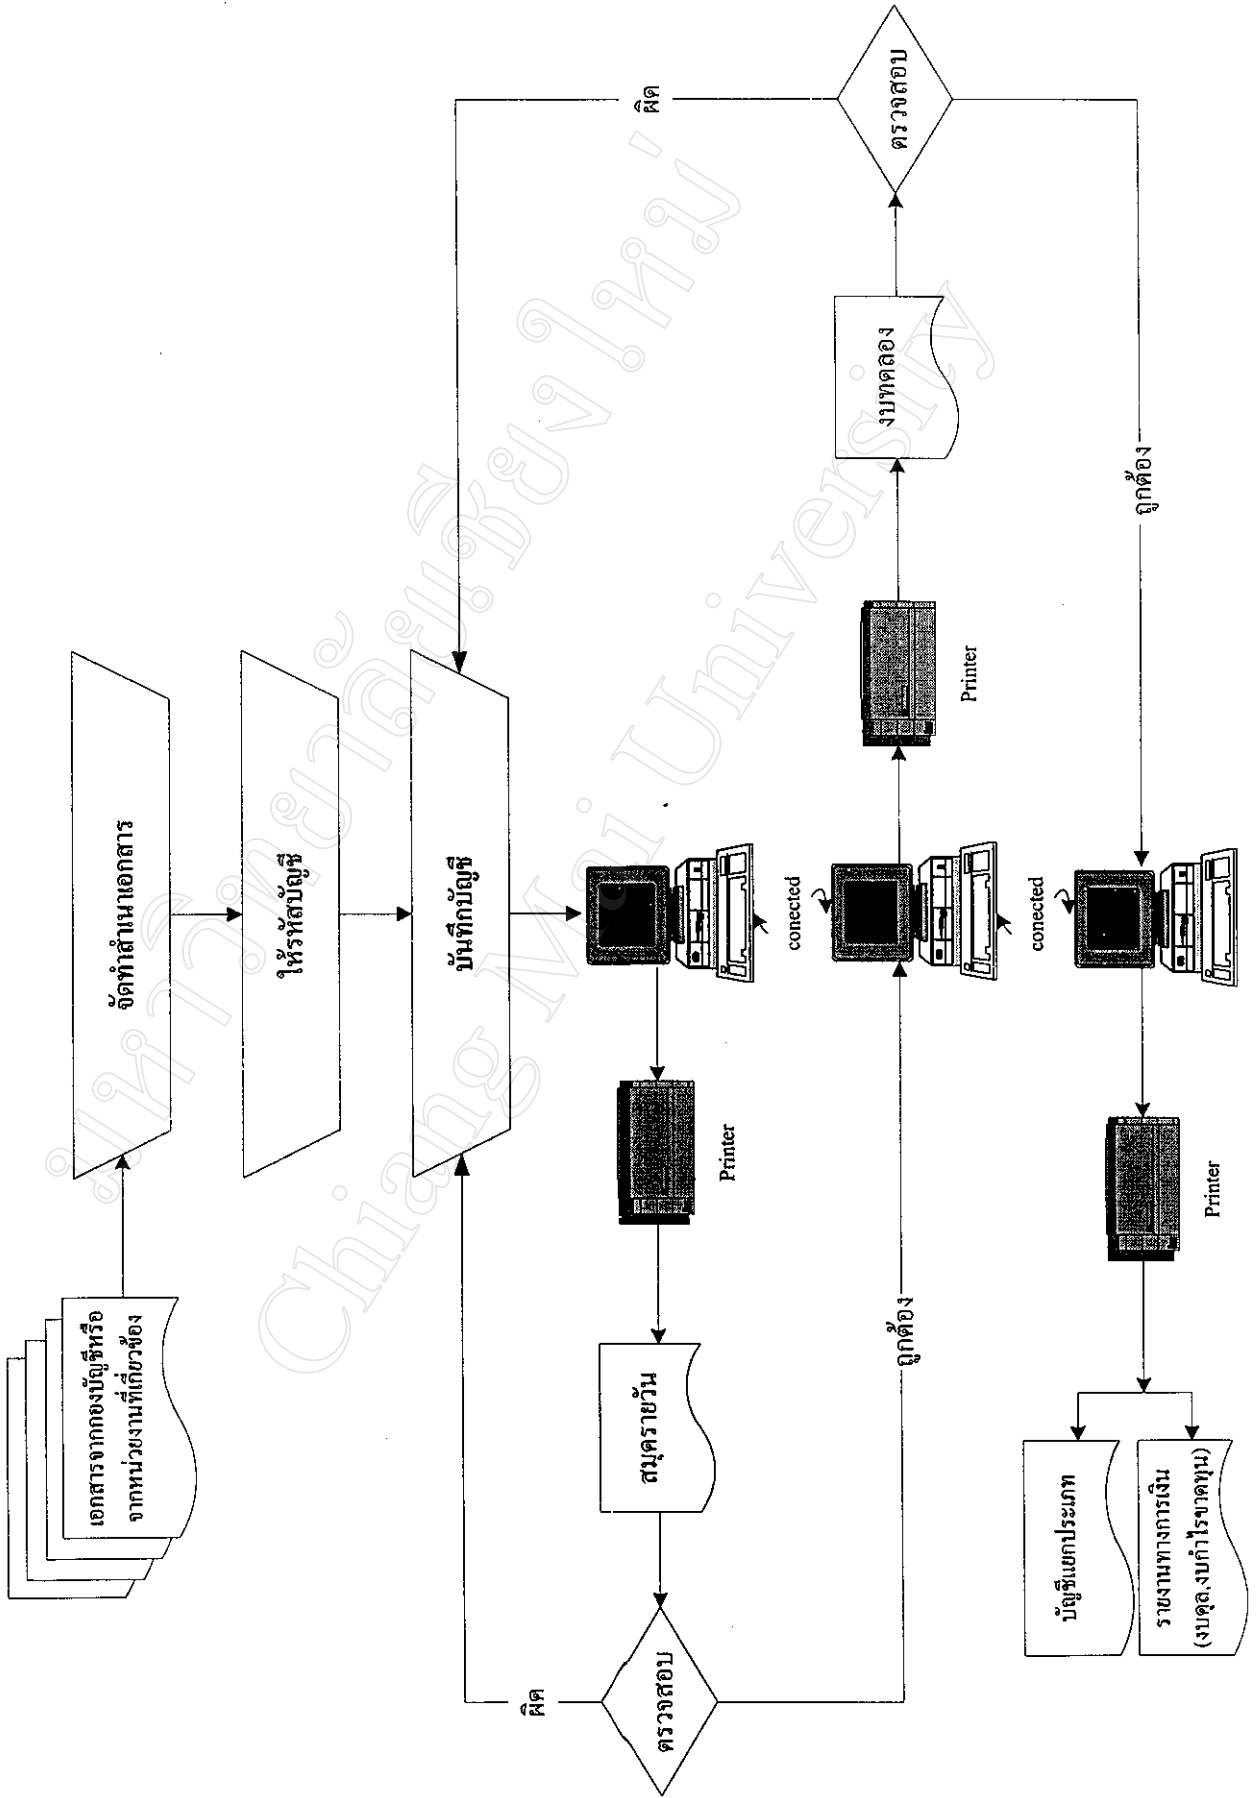 เอกสารจากกองบัญชีหรือ
จากหน่วยงานที่เกี่ยวข้อง
จัดทำสำเนาเอกสาร
ให้รหัสบัญชี
บันทึกบัญชี
ผิด
ผิด
Printer
สมุดรายวัน
ตรวจสอบ
conected
ถูกต้อง
Printer
งบทดลอง
ตรวจสอบ
ถูกต้อง
conected
Printer
บัญชีแยกประเภท
รายงานทางการเงิน
(งบดุล,งบกำไรขาดทุน)
มหาวิทยาลัยเชียงใหม่
Chiang Mai University